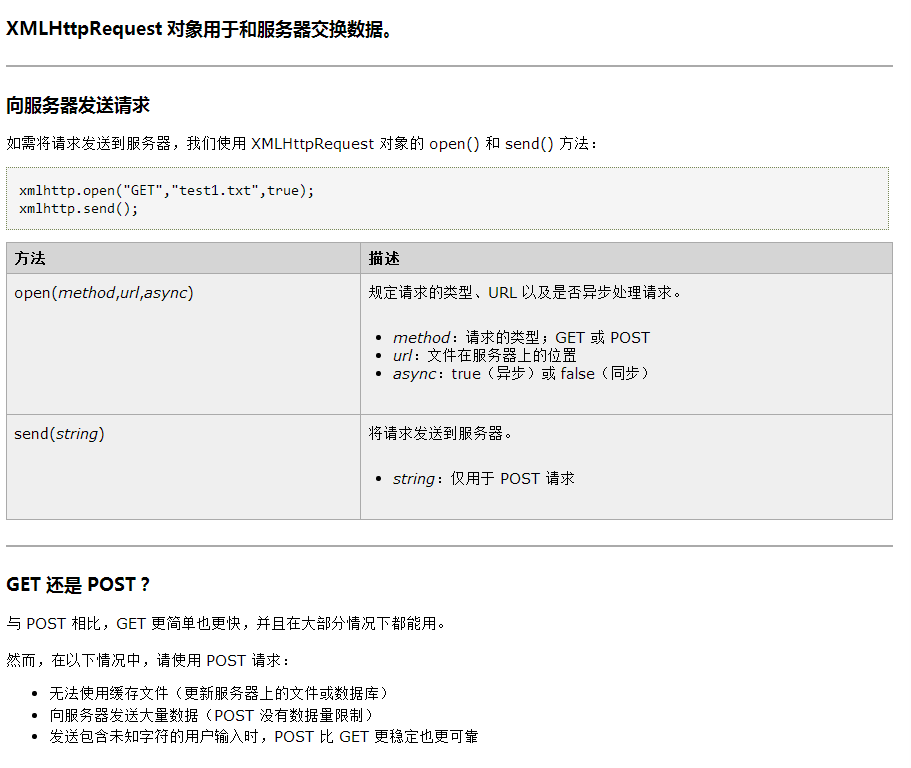 XMLHttpRequest 对象用于和服务器交换数据。
向服务器发送请求
如需将请求发送到服务器，我们使用 XMLHttpRequest 对象的 open() 和 send() 方法：
xmlhttp.open("GET","test1.txt",true);
xmlhttp.send();
方法 描述
open(method,url,async) 规定请求的类型、URL 以及是否异步处理请求。
• method：请求的类型；GET 或 POST
• url：文件在服务器上的位置
• async：true（异步）或 false（同步）
send(string) 将请求发送到服务器。
• string：仅用于 POST 请求
GET 还是 POST？
与 POST 相比，GET 更简单也更快，并且在大部分情况下都能用。
然而，在以下情况中，请使用 POST 请求：
• 无法使用缓存文件（更新服务器上的文件或数据库）
• 向服务器发送大量数据（POST 没有数据量限制）
• 发送包含未知字符的用户输入时，POST 比 GET 更稳定也更可靠